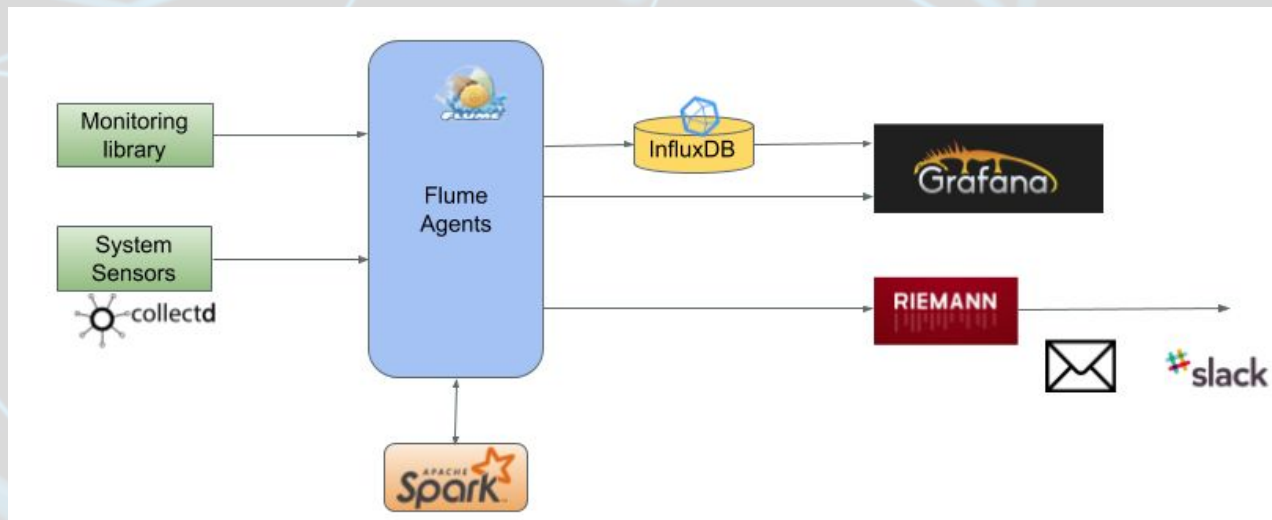 Monitoring
library
System
Sensors
collectd
FLUME
Flume
Agents
InfluxDB
Grafana
RIEMANN
slack
APACHE
Spark